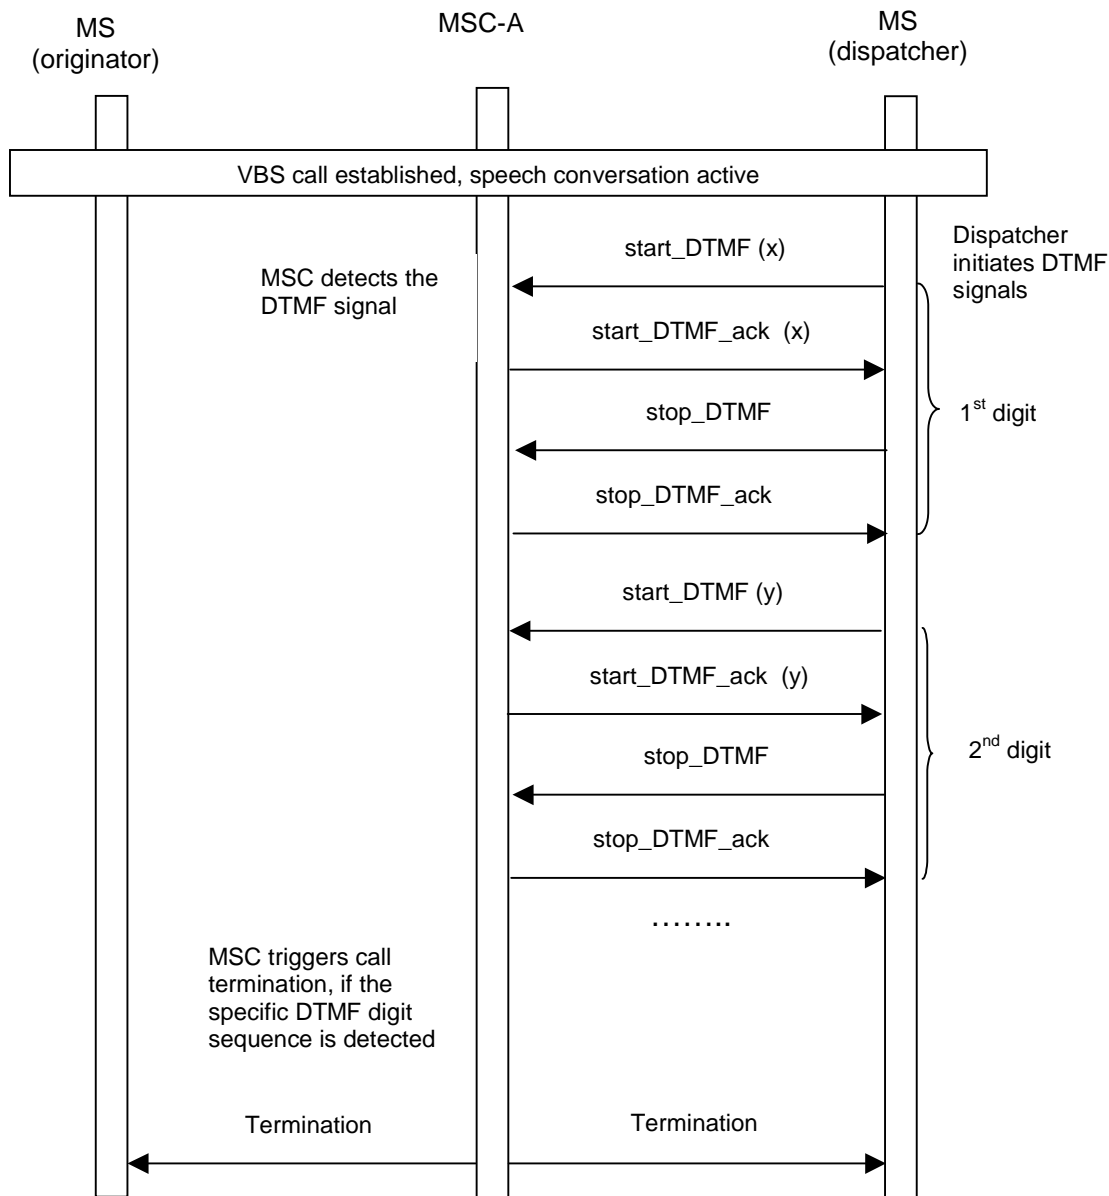 MS
(originator)
MSC-A
MS
(dispatcher)
VBS call established, speech conversation active
start_DTMF (x)
Dispatcher
initiates DTMF
signals
MSC detects the
DTMF signal
start_DTMF_ack (x)
stop_DTMF
1st digit
stop_DTMF_ack
start_DTMF (y)
start_DTMF_ack (y)
stop_DTMF
2nd digit
stop_DTMF_ack
........
MSC triggers call
termination, if the
specific DTMF digit
sequence is detected
Termination
Termination